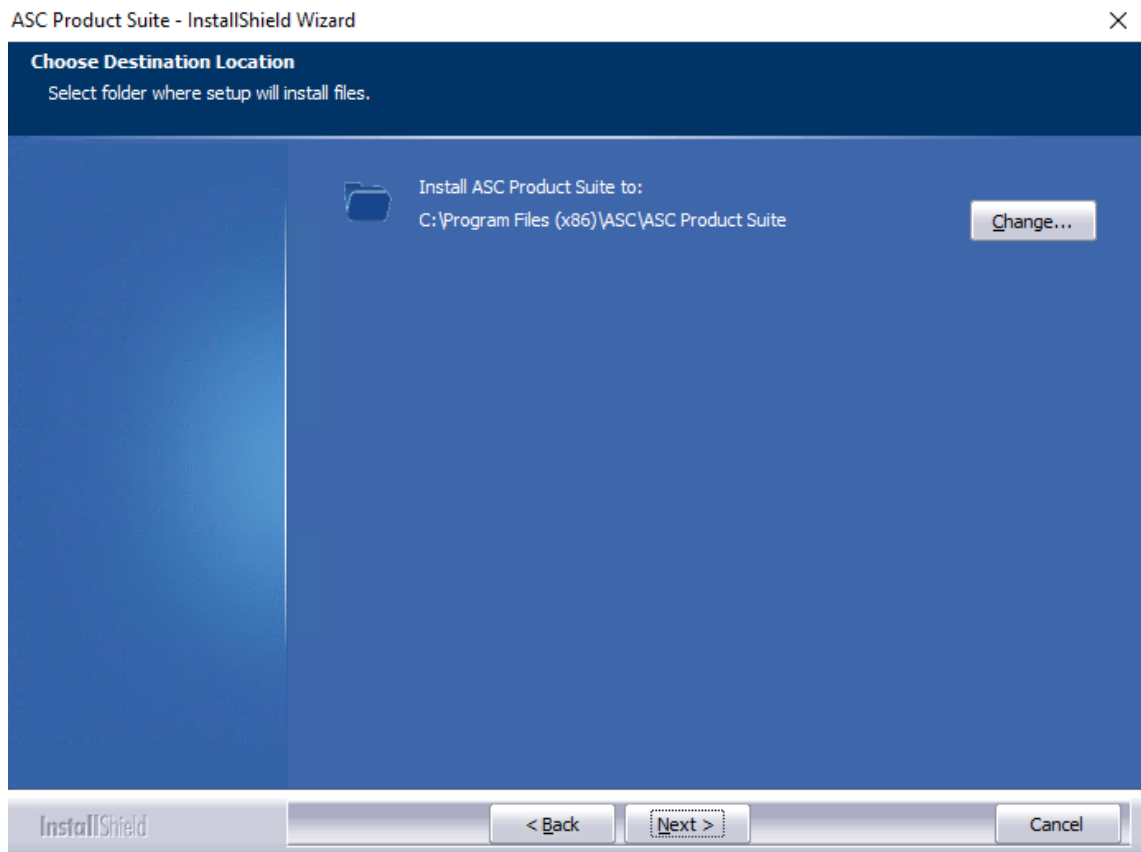 ASC Product Suite - InstallShield Wizard
Choose Destination Location
Select folder where setup will install files.
Install ASC Product Suite to:
C:\Program Files (x86)\ASC\ASC Product Suite
Change...
InstallShield
< Back
Next >
Cancel